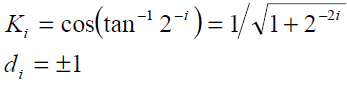 K_i = cos(tan⁻¹ 2⁻ⁱ) = 1/√(1+2⁻²ⁱ)
d_i = ±1